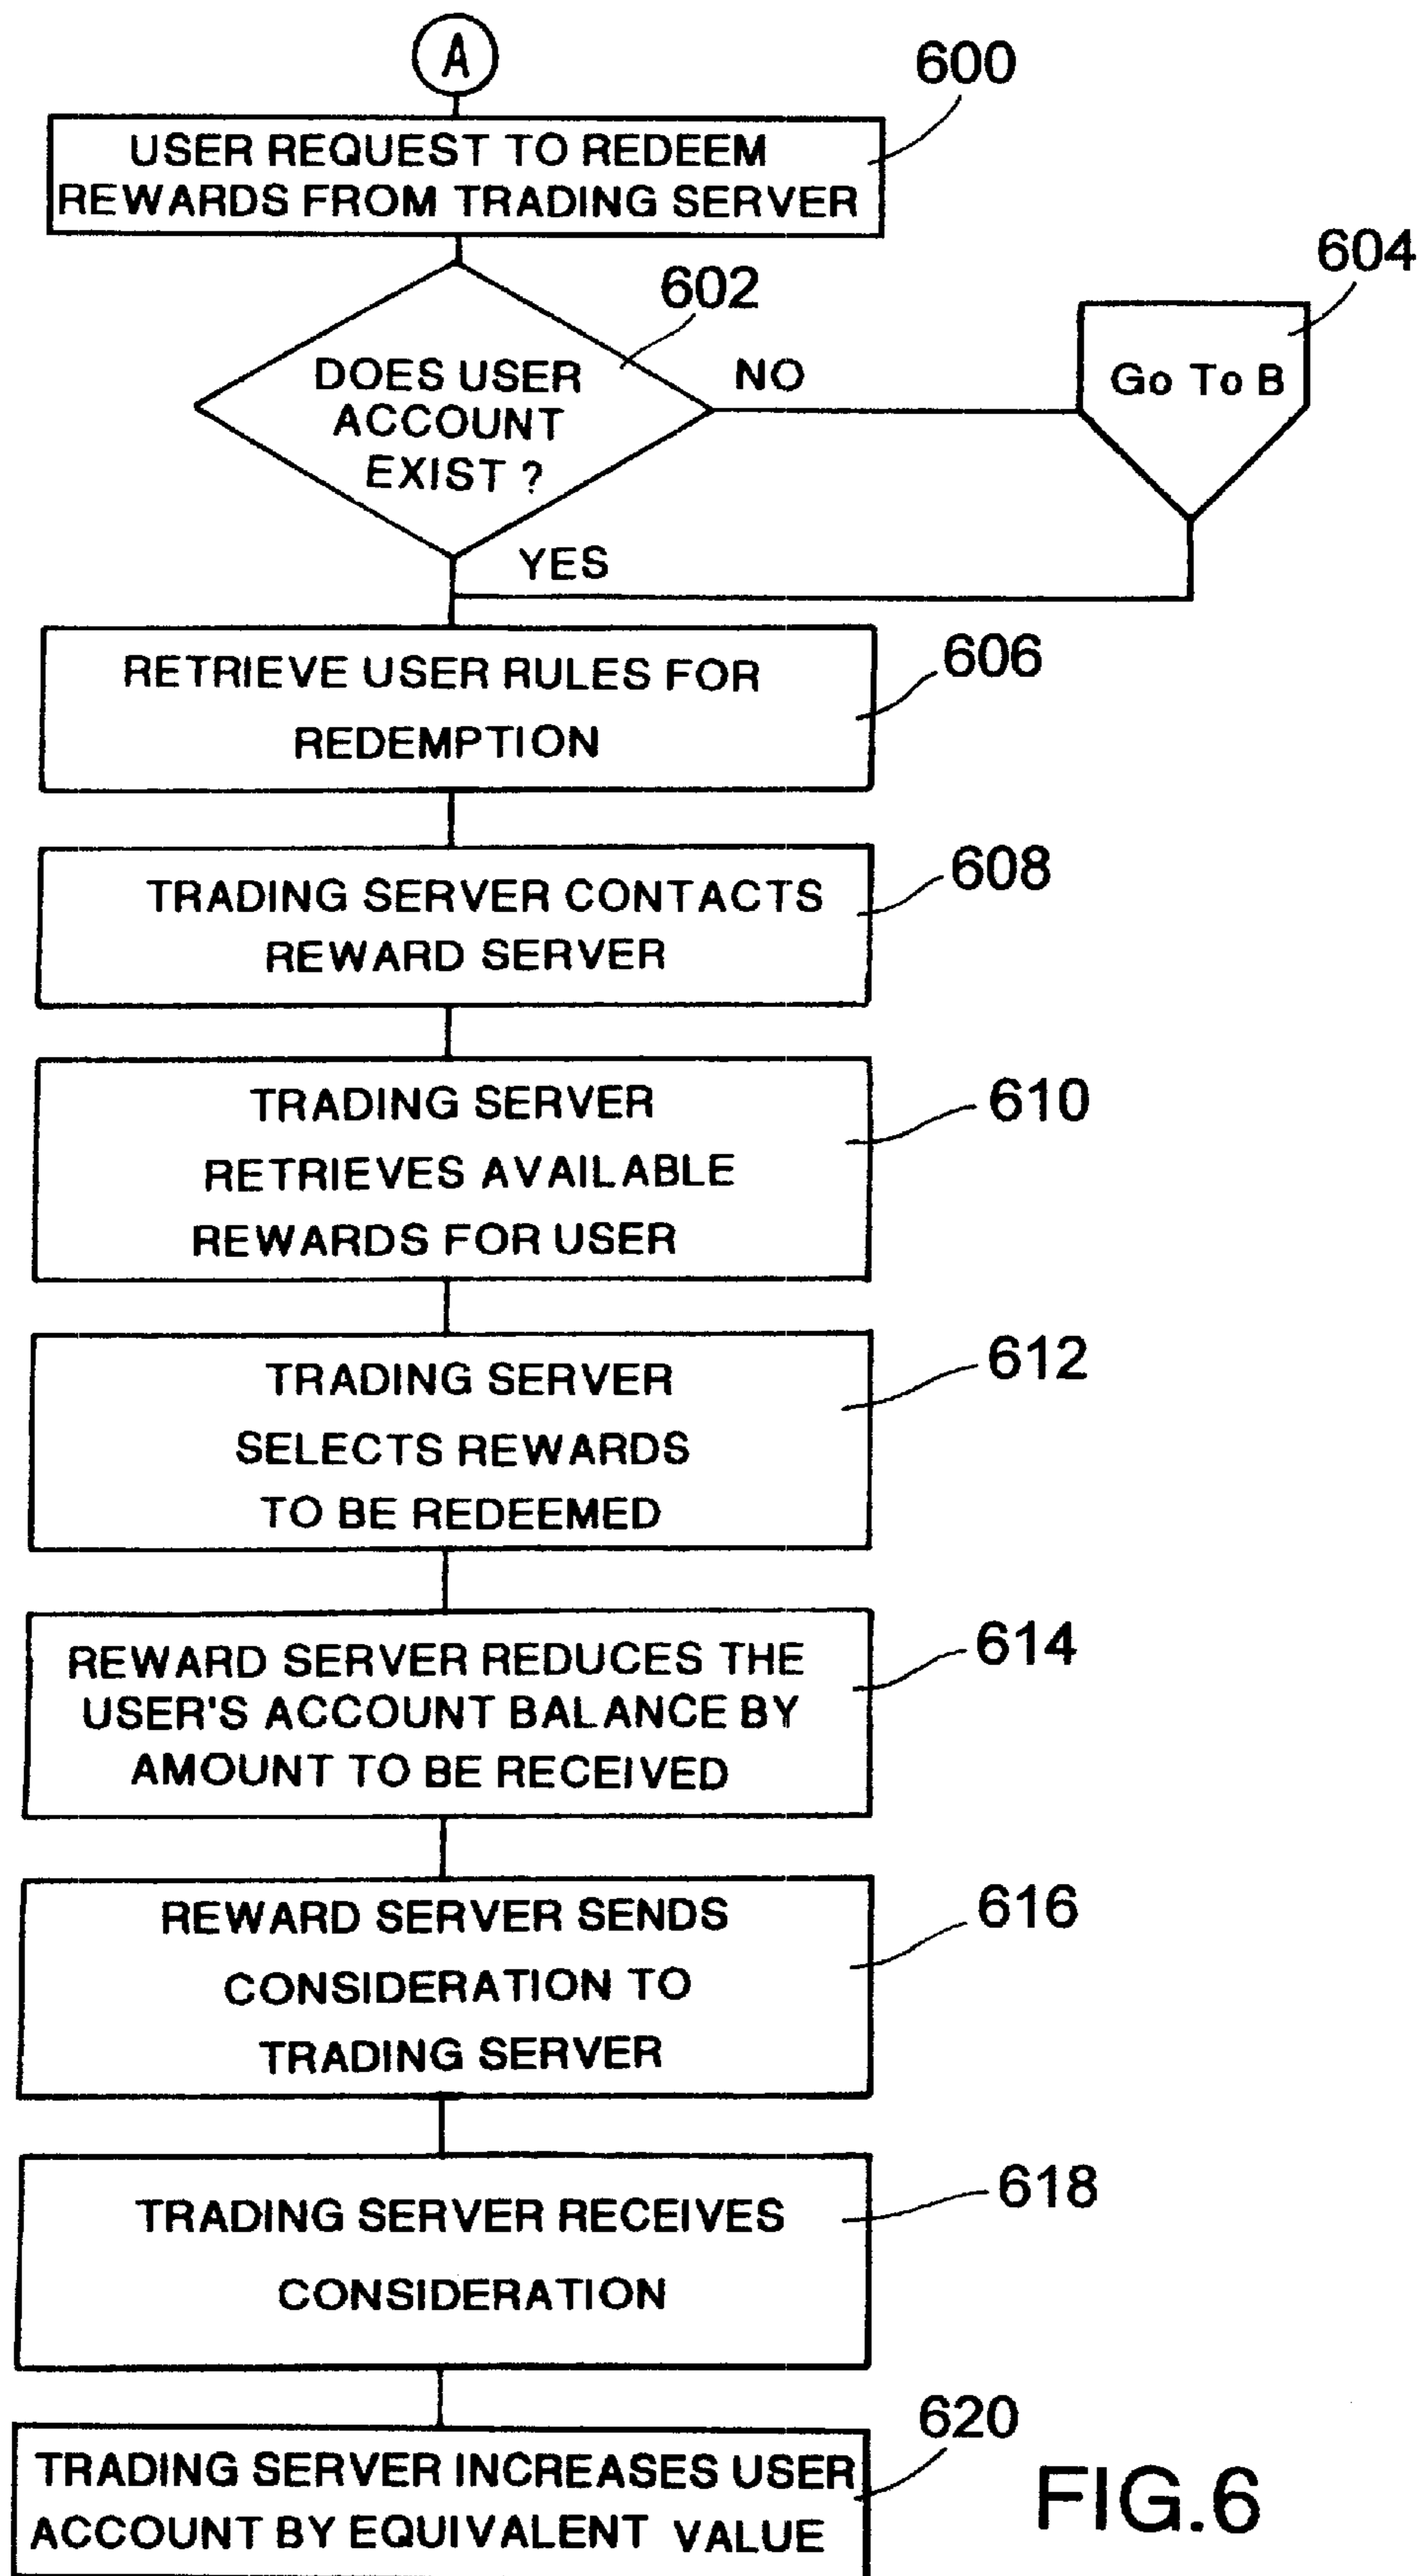 A
600
USER REQUEST TO REDEEM
REWARDS FROM TRADING SERVER
602
604
DOES USER
ACCOUNT
EXIST ?
NO
Go To B
YES
RETRIEVE USER RULES FOR
REDEMPTION
606
TRADING SERVER CONTACTS
REWARD SERVER
608
TRADING SERVER
RETRIEVES AVAILABLE
REWARDS FOR USER
610
TRADING SERVER
SELECTS REWARDS
TO BE REDEEMED
612
REWARD SERVER REDUCES THE
USER'S ACCOUNT BALANCE BY
AMOUNT TO BE RECEIVED
614
REWARD SERVER SENDS
CONSIDERATION TO
TRADING SERVER
616
TRADING SERVER RECEIVES
CONSIDERATION
618
TRADING SERVER INCREASES USER
ACCOUNT BY EQUIVALENT VALUE
620
FIG.6